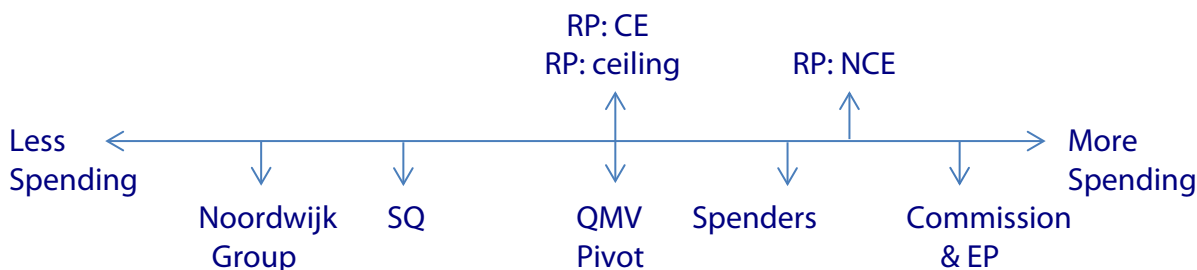 RP: CE
RP: ceiling
RP: NCE
Less
Spending
More
Spending
Noordwijk
Group
SQ
QMV
Pivot
Spenders
Commission
& EP